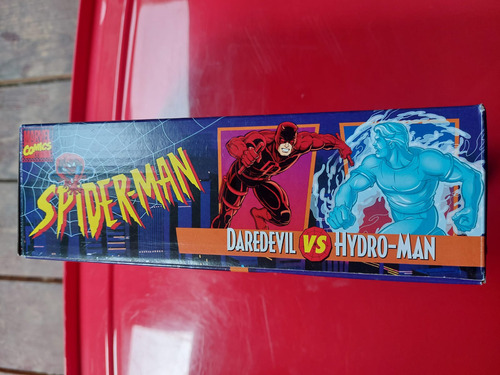 MARVEL
COMICS
SPIDER-MAN
DAREDEVIL VS HYDRO-MAN